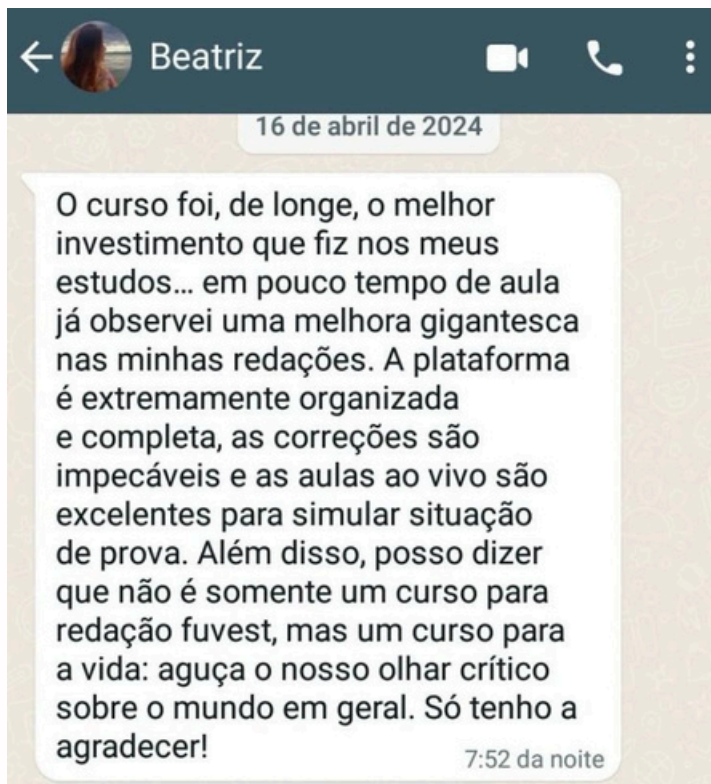 Beatriz
16 de abril de 2024
O curso foi, de longe, o melhor
investimento que fiz nos meus
estudos... em pouco tempo de aula
já observei uma melhora gigantesca
nas minhas redações. A plataforma
é extremamente organizada
e completa, as correções são
impecáveis e as aulas ao vivo são
excelentes para simular situação
de prova. Além disso, posso dizer
que não é somente um curso para
redação fuvest, mas um curso para
a vida: aguça o nosso olhar crítico
sobre o mundo em geral. Só tenho a
agradecer!
7:52 da noite